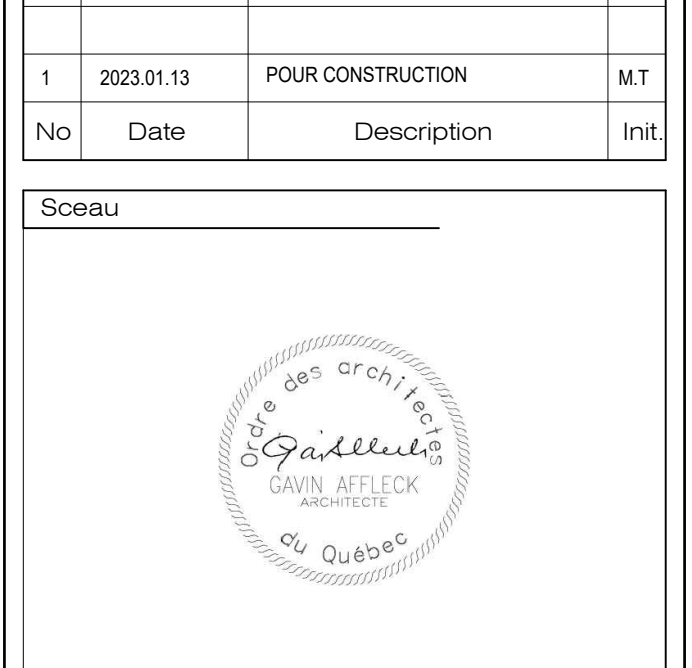 1 2023.01.13 POUR CONSTRUCTION M.T
No Date Description Init.
Sceau
Ordre des architectes
GAVIN AFFLECK
ARCHITECTE
du Québec